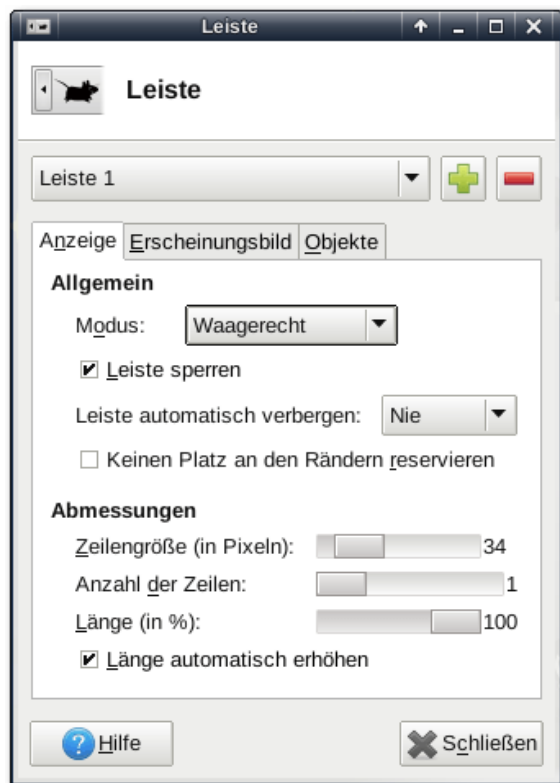 Leiste
Leiste
Leiste 1
Anzeige Erscheinungsbild Objekte
Allgemein
Modus: Waagerecht
Leiste sperren
Leiste automatisch verbergen: Nie
Keinen Platz an den Rändern reservieren
Abmessungen
Zeilengröße (in Pixeln): 34
Anzahl der Zeilen: 1
Länge (in %): 100
Länge automatisch erhöhen
Hilfe Schließen